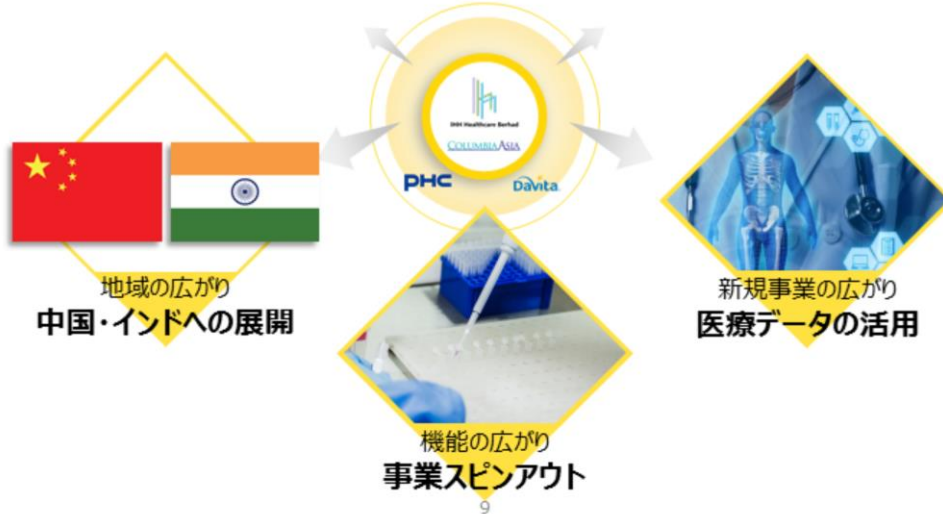 IHH Healthcare Berhad
COLUMBIA ASIA
PHC
DaVita
地域の広がり
中国・インドへの展開
新規事業の広がり
医療データの活用
機能の広がり
事業スピンアウト
9